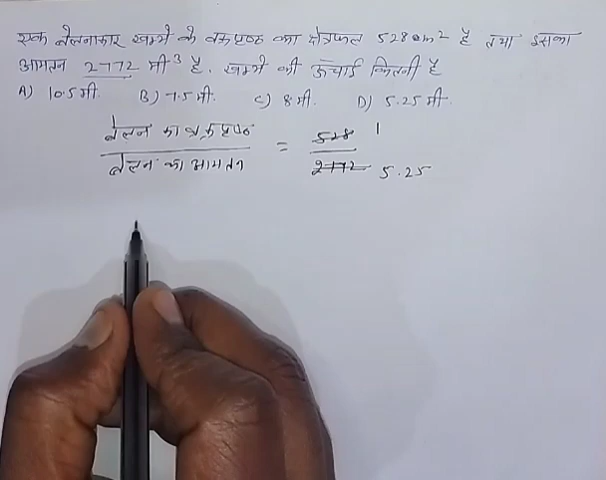 एक बेलनाकार खम्भे के वक्रपृष्ठ का क्षेत्रफल 528 m² है तथा इसका
आयतन 2772 मी³ है. खम्भे की ऊँचाई कितनी है
A) 10.5 मी. B) 7.5 मी. C) 8 मी. D) 5.25 मी.
बेलन का वक्रपृष्ठ / बेलन का आयतन = 528 1 / 2772 5.25